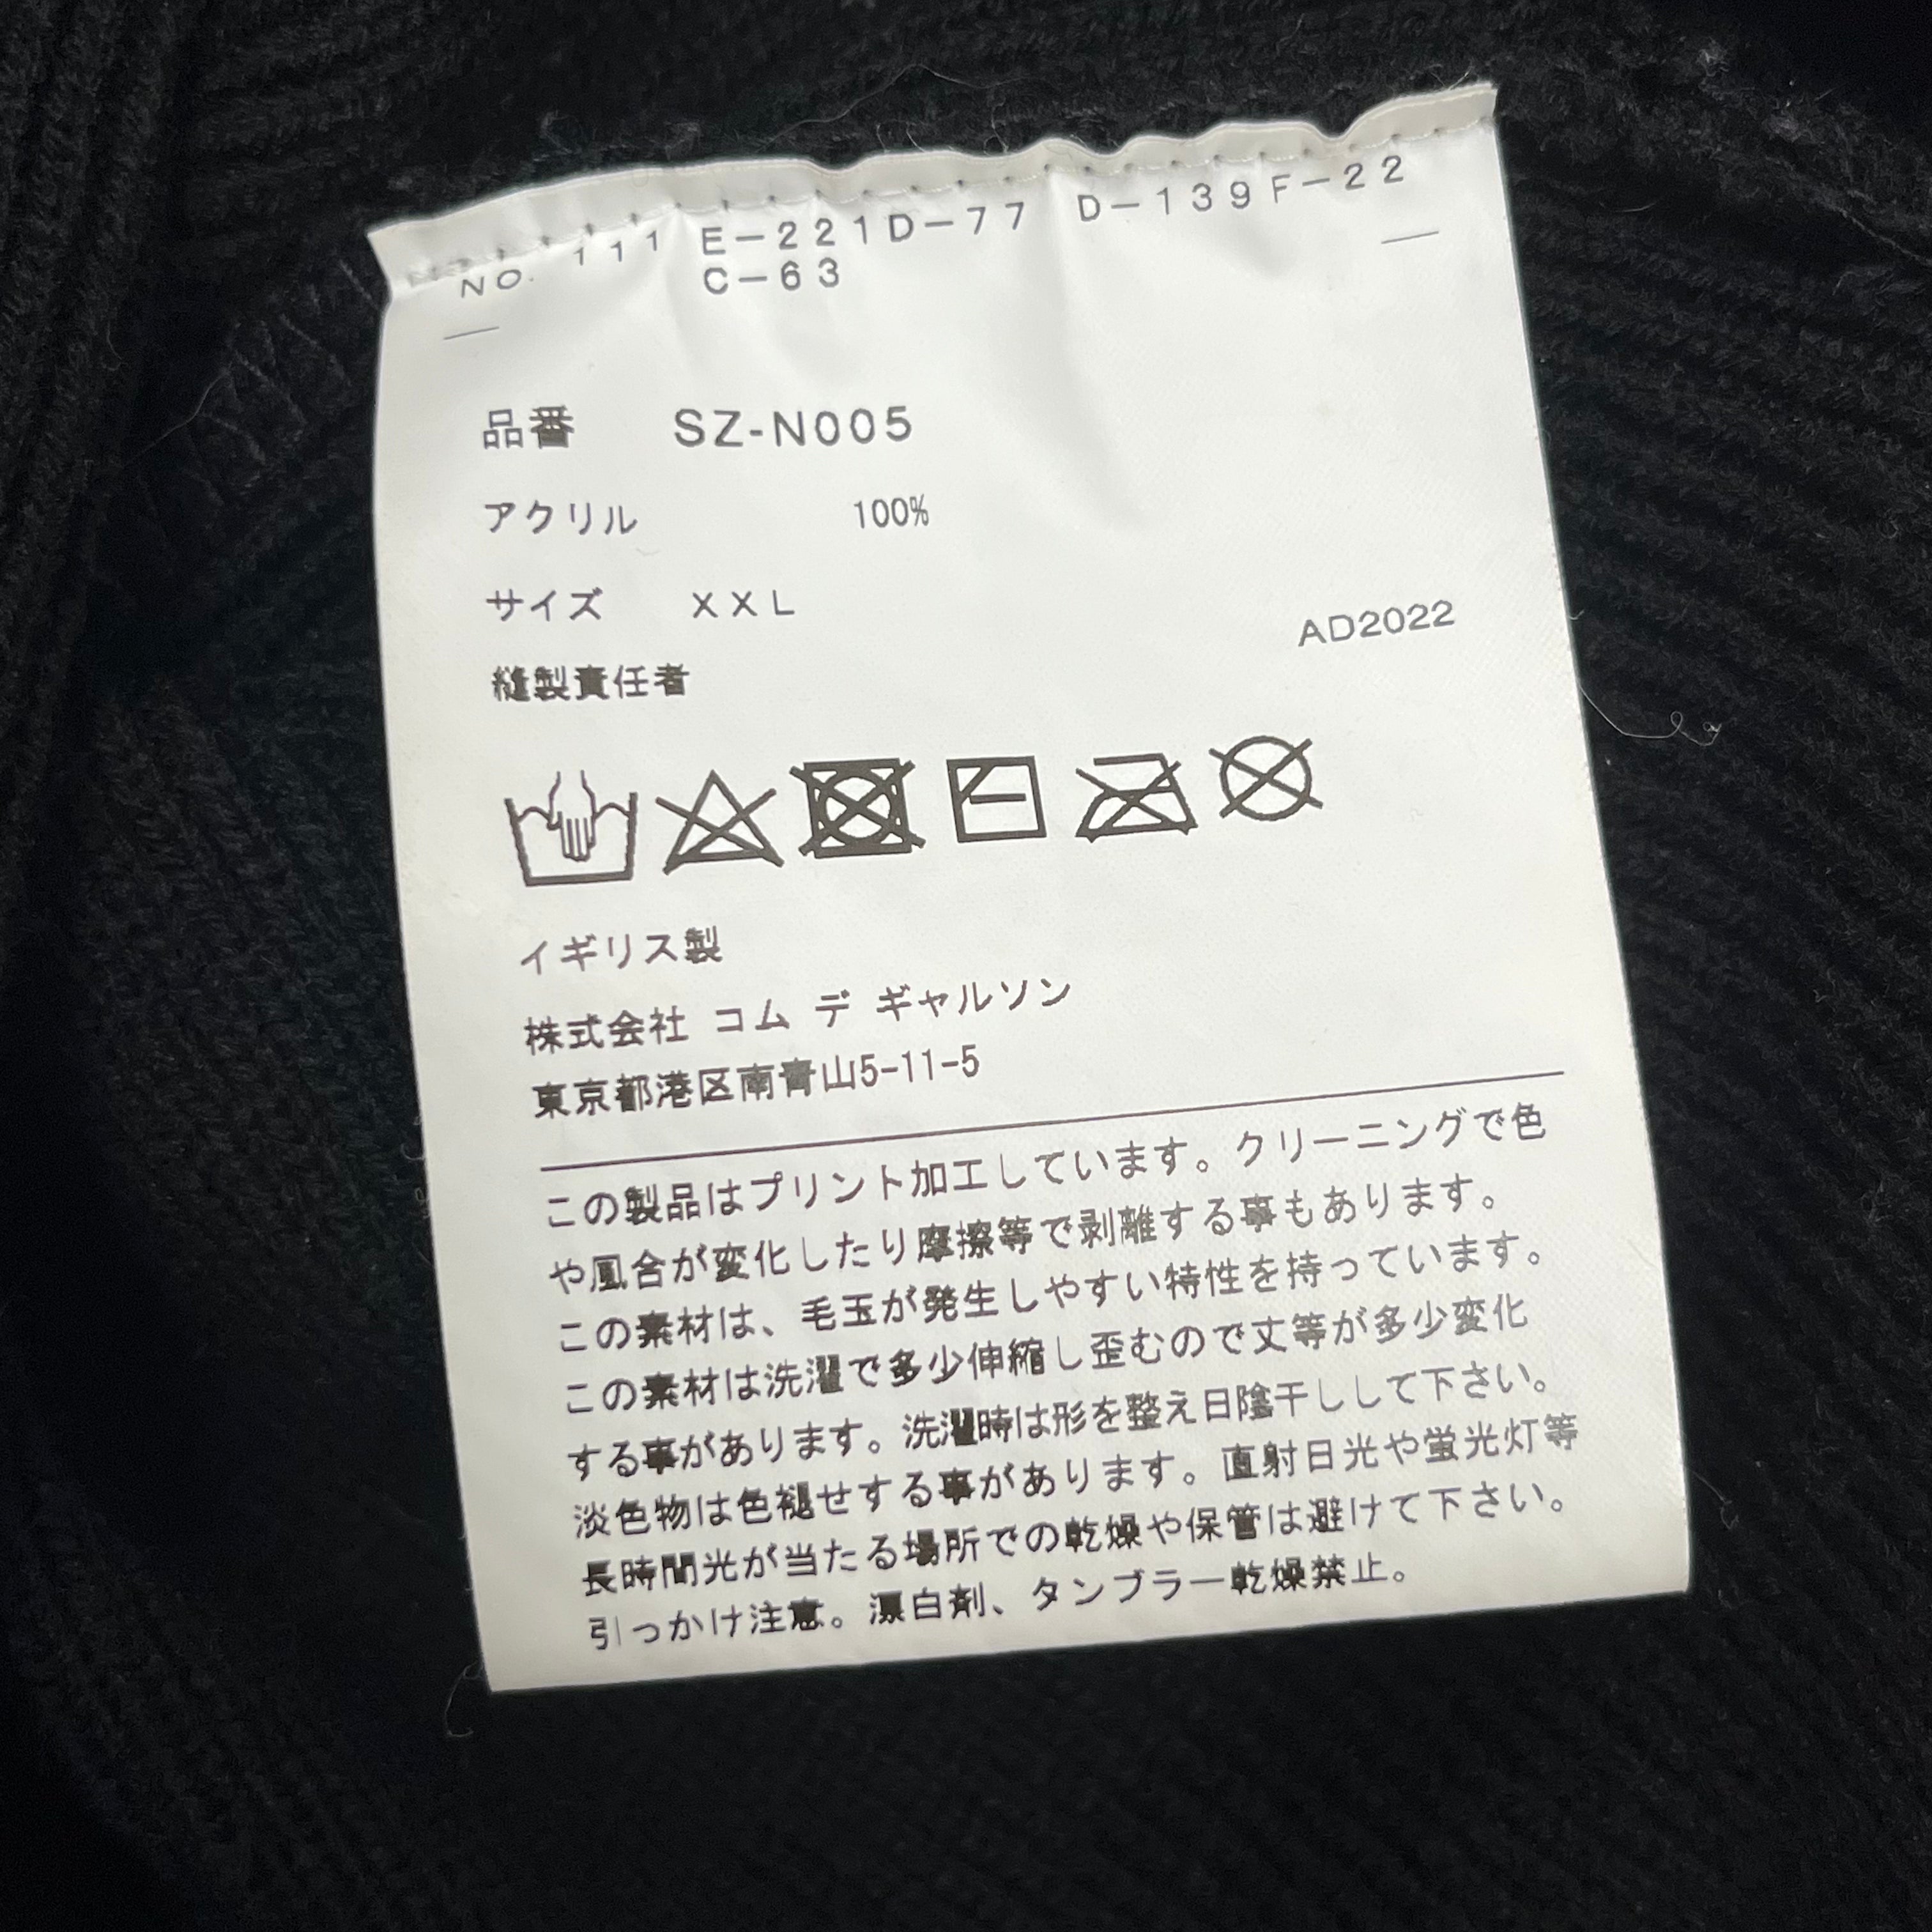 NO. 111 E-221D-77 D-139F-22
C-63
品番 SZ-N005
アクリル 100%
サイズ XXL
AD2022
縫製責任者
イギリス製
株式会社 コム デ ギャルソン
東京都港区南青山5-11-5
この製品はプリント加工しています。クリーニングで色
や風合が変化したり摩擦等で剥離する事もあります。
この素材は、毛玉が発生しやすい特性を持っています。
この素材は洗濯で多少伸縮し歪むので丈等が多少変化
する事があります。洗濯時は形を整え日陰干しして下さい。
淡色物は色褪せする事があります。直射日光や蛍光灯等
長時間光が当たる場所での乾燥や保管は避けて下さい。
引っかけ注意。漂白剤、タンブラー乾燥禁止。